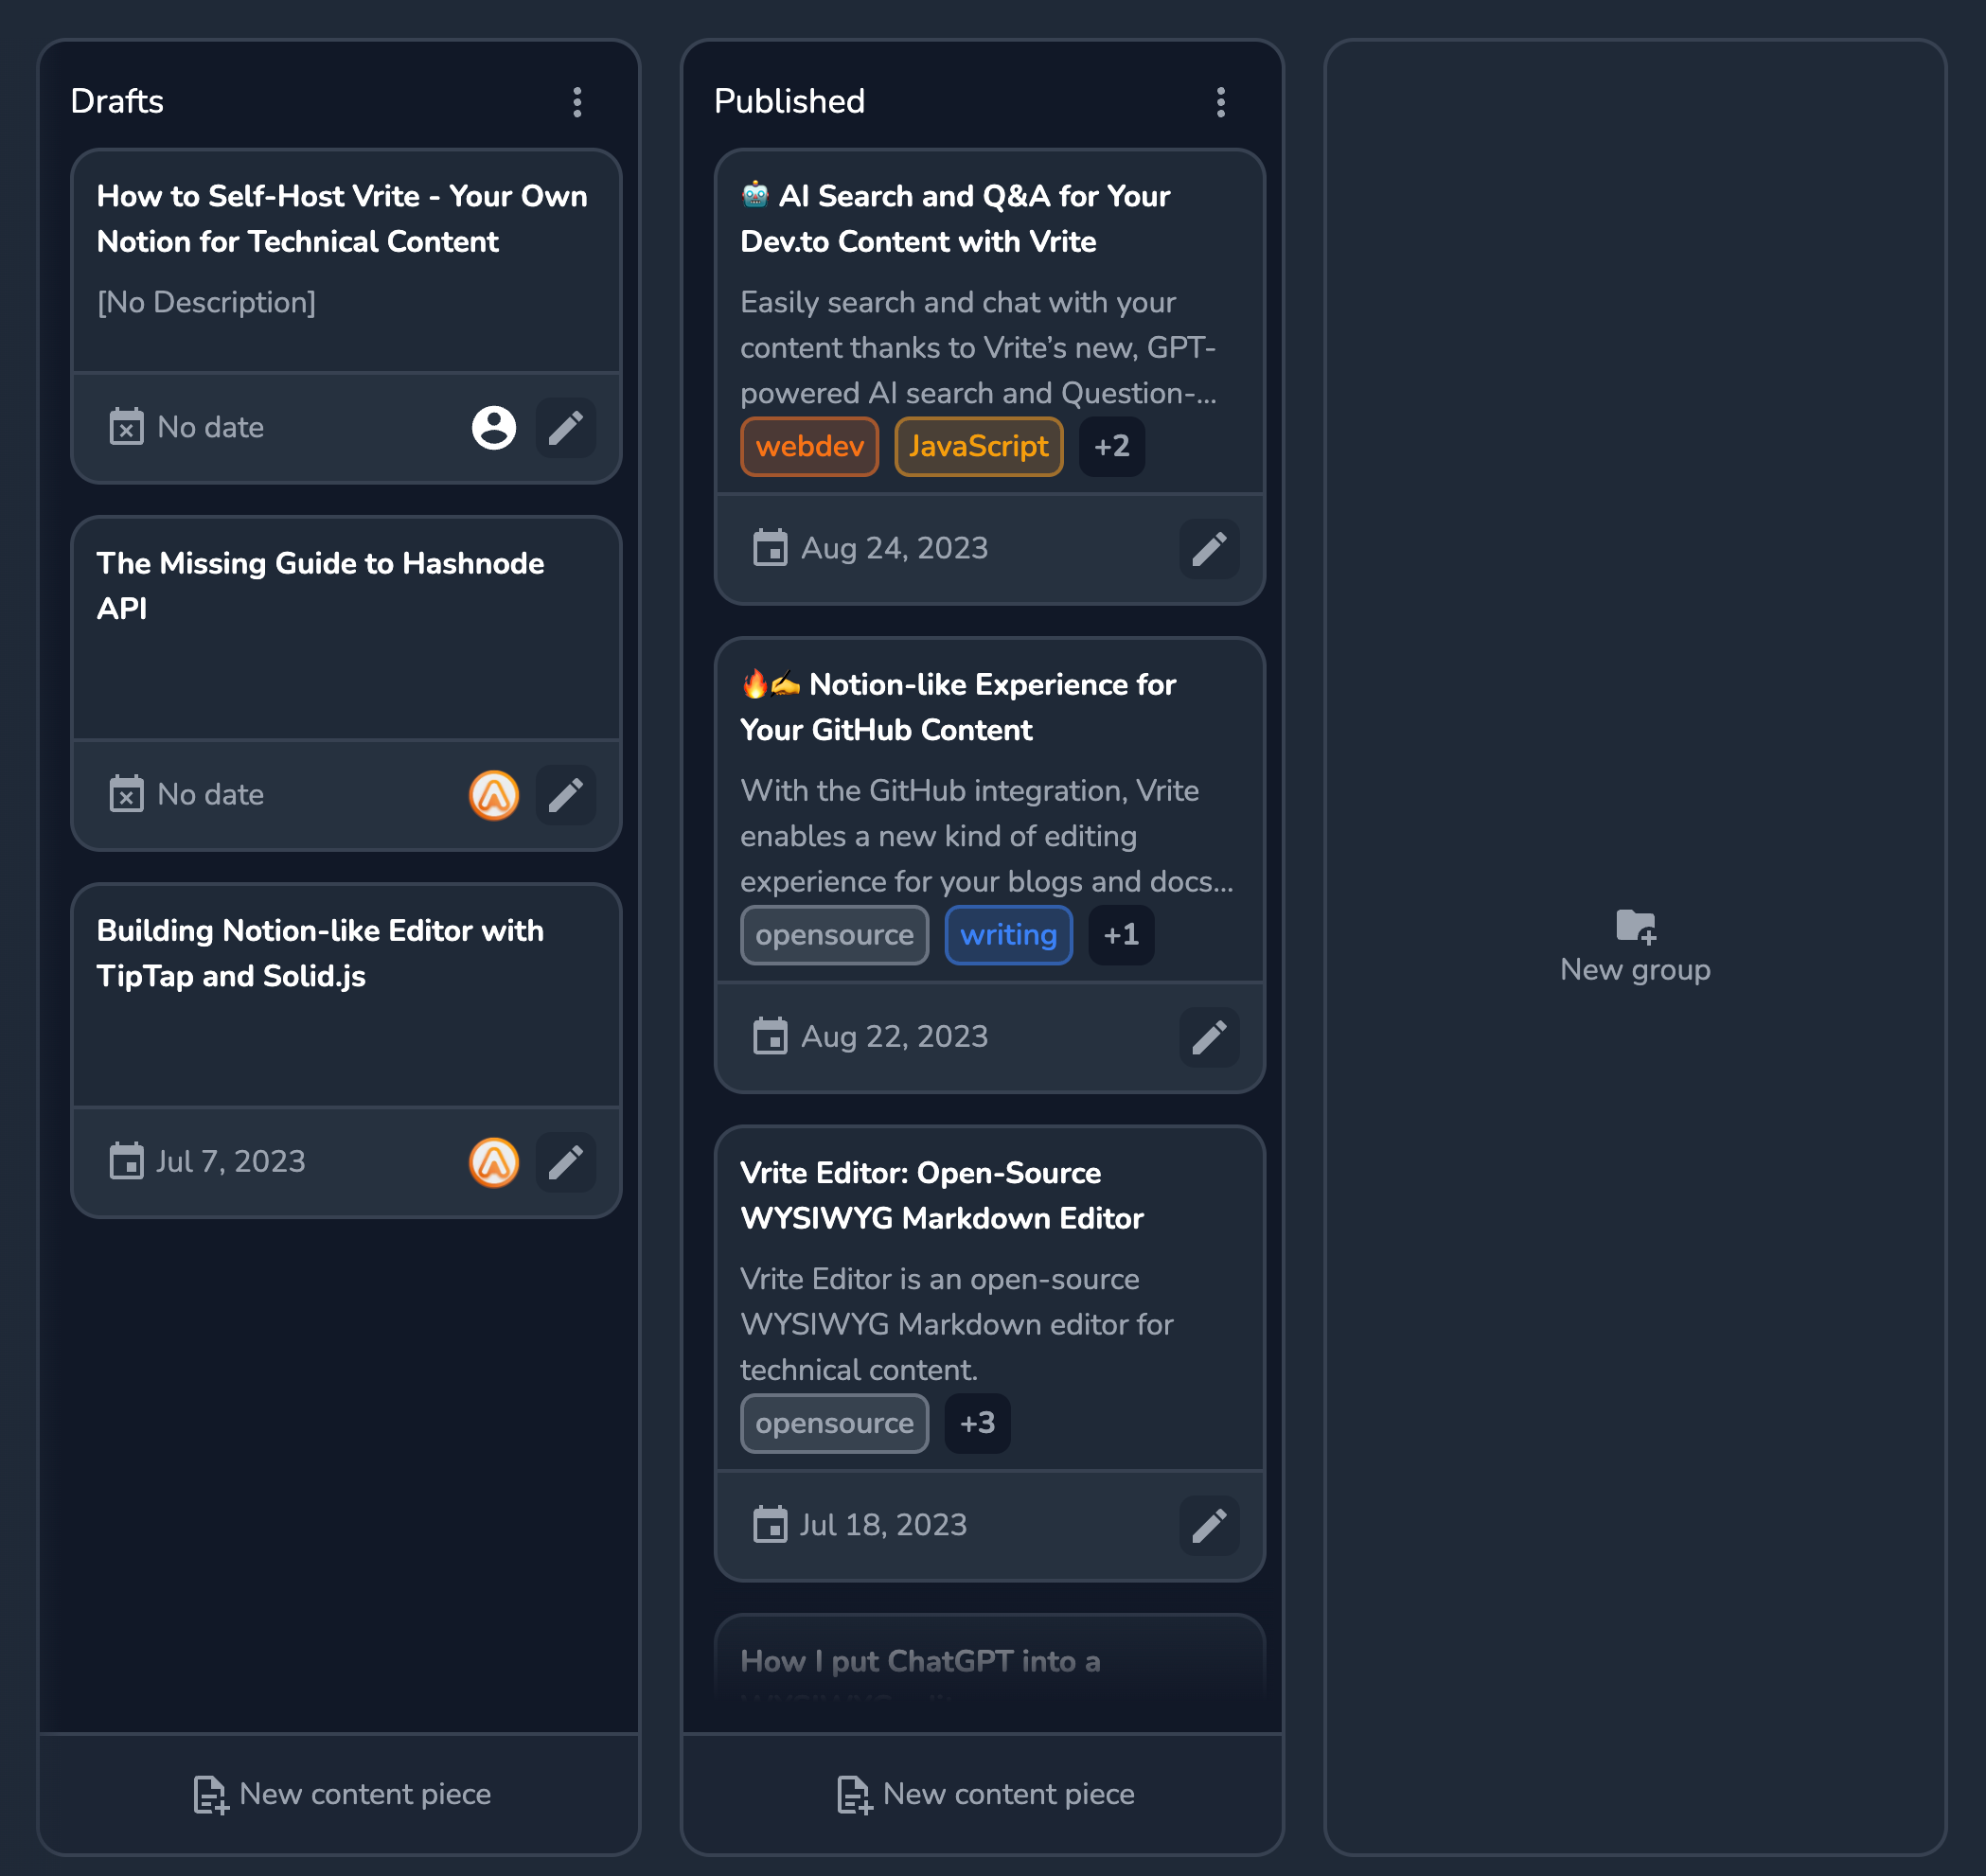 Drafts
How to Self-Host Vrite - Your Own
Notion for Technical Content
[No Description]
No date
The Missing Guide to Hashnode
API
No date
Building Notion-like Editor with
TipTap and Solid.js
Jul 7, 2023
New content piece
Published
🤖 AI Search and Q&A for Your
Dev.to Content with Vrite
Easily search and chat with your
content thanks to Vrite’s new, GPT-
powered AI search and Question-...
webdev JavaScript +2
Aug 24, 2023
🔥✍️ Notion-like Experience for
Your GitHub Content
With the GitHub integration, Vrite
enables a new kind of editing
experience for your blogs and docs...
opensource writing +1
Aug 22, 2023
Vrite Editor: Open-Source
WYSIWYG Markdown Editor
Vrite Editor is an open-source
WYSIWYG Markdown editor for
technical content.
opensource +3
Jul 18, 2023
How I put ChatGPT into a
New content piece
New group